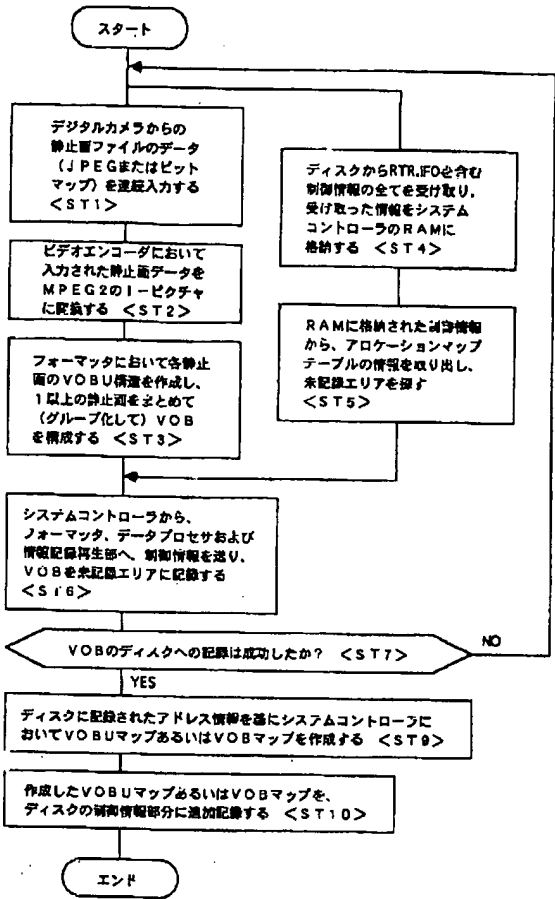 スタート
デジタルカメラからの
静止画ファイルのデータ
(JPEGまたはビット
マップ)を連続入力する
<ST1>
ビデオエンコーダにおいて
入力された静止画データを
MPEG2のI-ピクチャ
に変換する <ST2>
フォーマッタにおいて各静止
画のVOBU構造を作成し、
1以上の静止画をまとめて
(グループ化して)VOB
を構成する <ST3>
ディスクからRTR.IFOを含む
制御情報の全てを受け取り、
受け取った情報をシステム
コントローラのRAMに
格納する <ST4>
RAMに格納された制御情報
から、アロケーションマップ
テーブルの情報を取り出し、
未記録エリアを探す
<ST5>
システムコントローラから、
フォーマッタ、データプロセサおよび
情報記録再生部へ、制御情報を送り、
VOBを未記録エリアに記録する
<ST6>
VOBのディスクへの記録は成功したか? <ST7>
NO
YES
ディスクに記録されたアドレス情報を基にシステムコントローラに
おいてVOBUマップあるいはVOBマップを作成する <ST9>
作成したVOBUマップあるいはVOBマップを、
ディスクの制御情報部分に追加記録する <ST10>
エンド